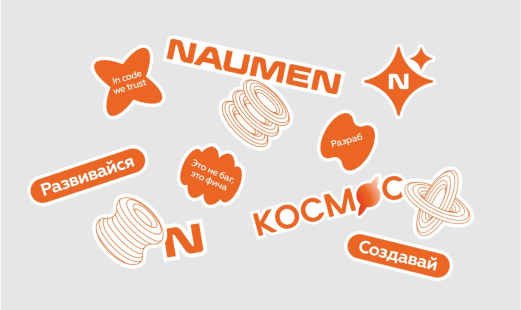 NAUMEN
In code
we trust
N
Разраб
Это не баг,
это фича
Развивайся
КОСМОС
N
Создавай